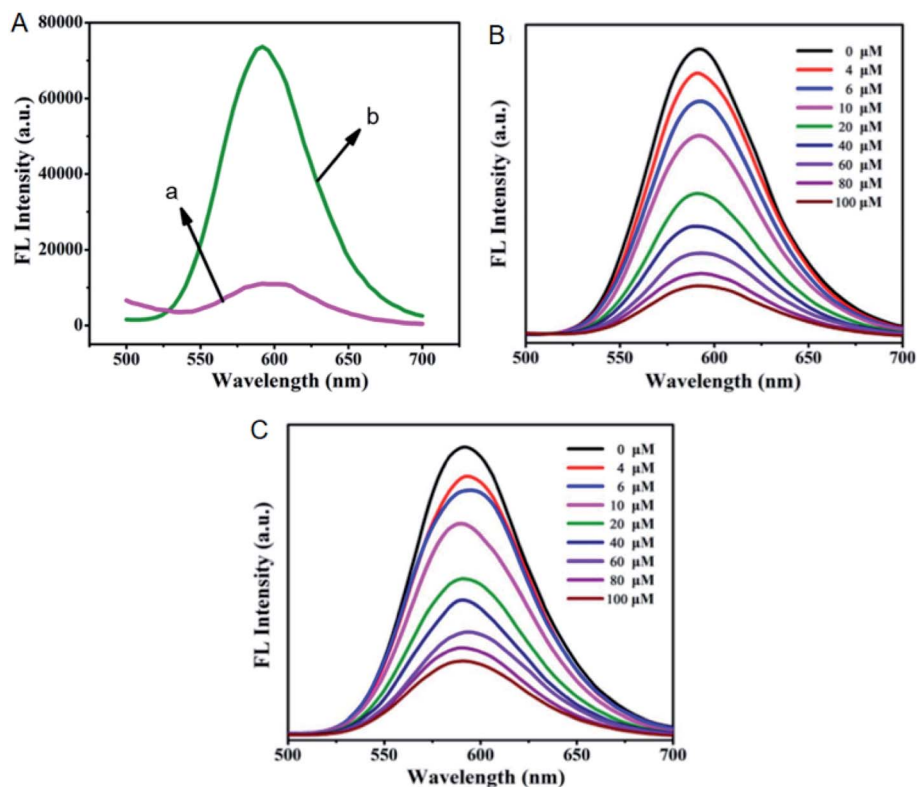 A
FL Intensity (a.u.)
80000
60000
40000
20000
0
a
b
500 550 600 650 700
Wavelength (nm)
B
FL Intensity (a.u.)
0 µM
4 µM
6 µM
10 µM
20 µM
40 µM
60 µM
80 µM
100 µM
500 550 600 650 700
Wavelength (nm)
C
FL Intensity (a.u.)
0 µM
4 µM
6 µM
10 µM
20 µM
40 µM
60 µM
80 µM
100 µM
500 550 600 650 700
Wavelength (nm)